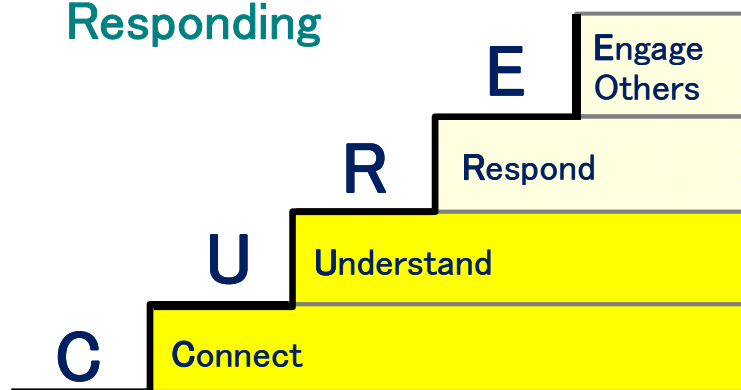 Responding
E
Engage
Others
R
Respond
U
Understand
C
Connect